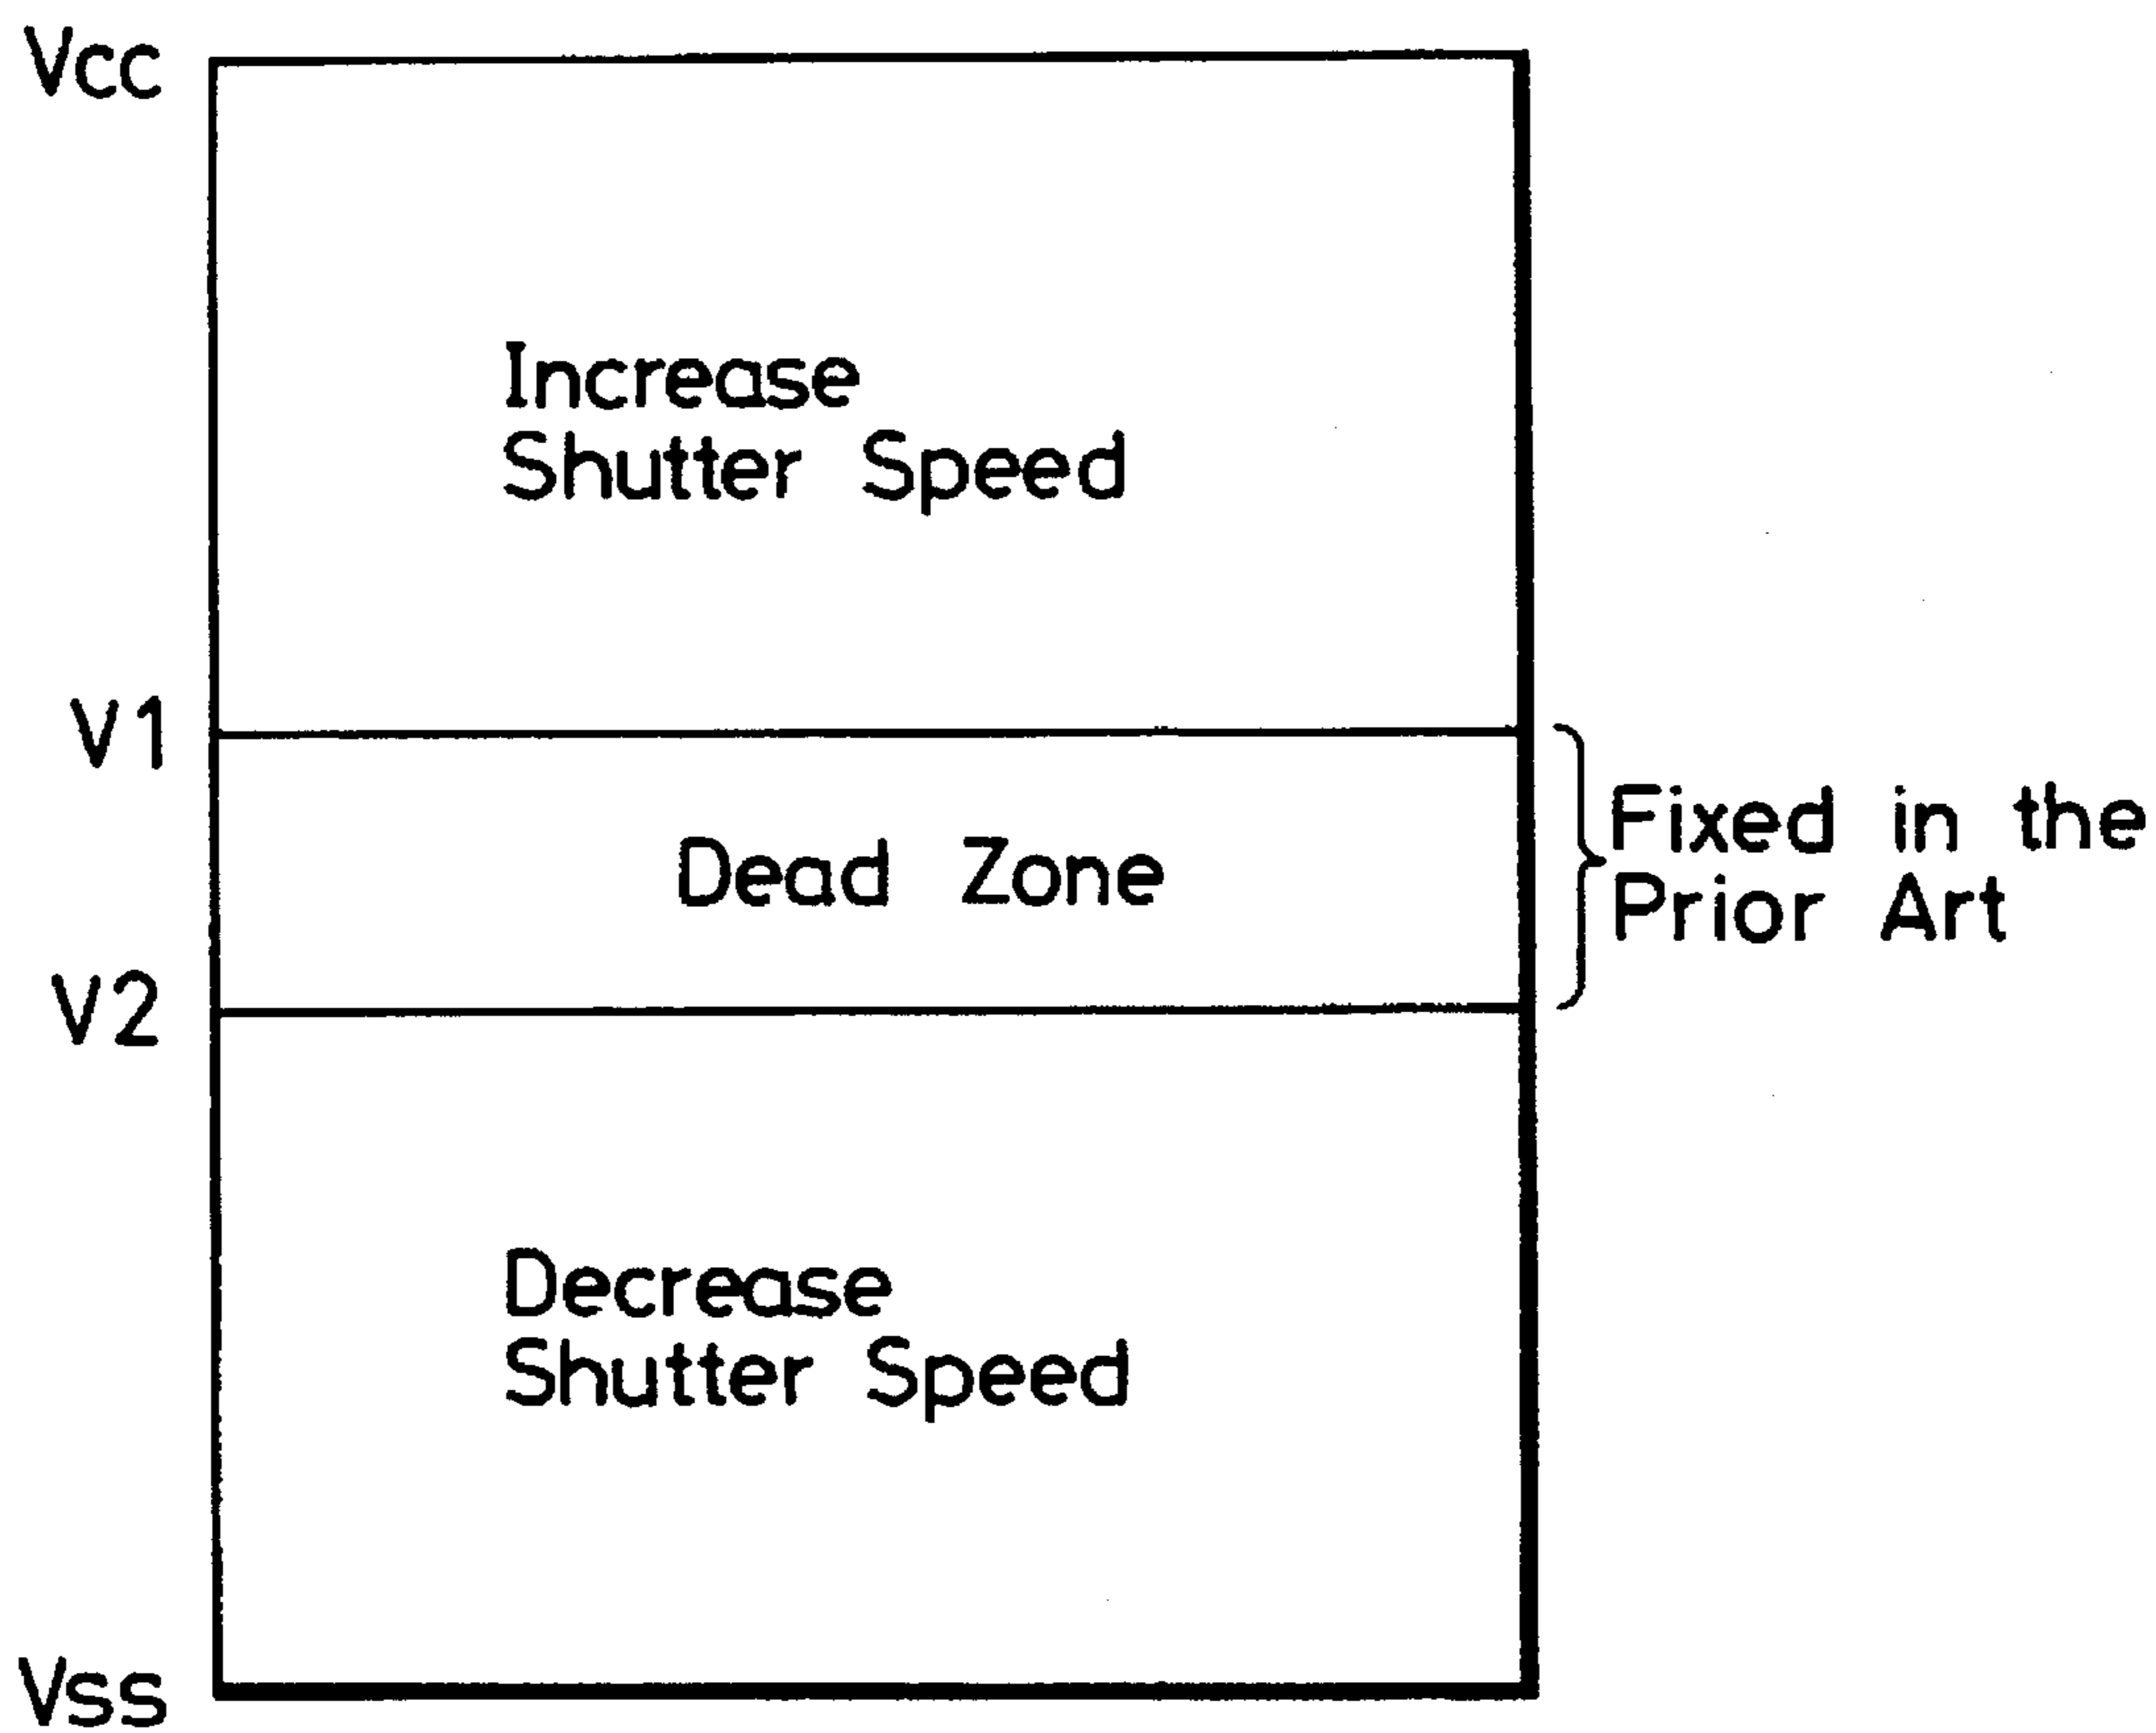 Vcc
Increase
Shutter Speed
V1
Dead Zone
Fixed in the
Prior Art
V2
Decrease
Shutter Speed
Vss